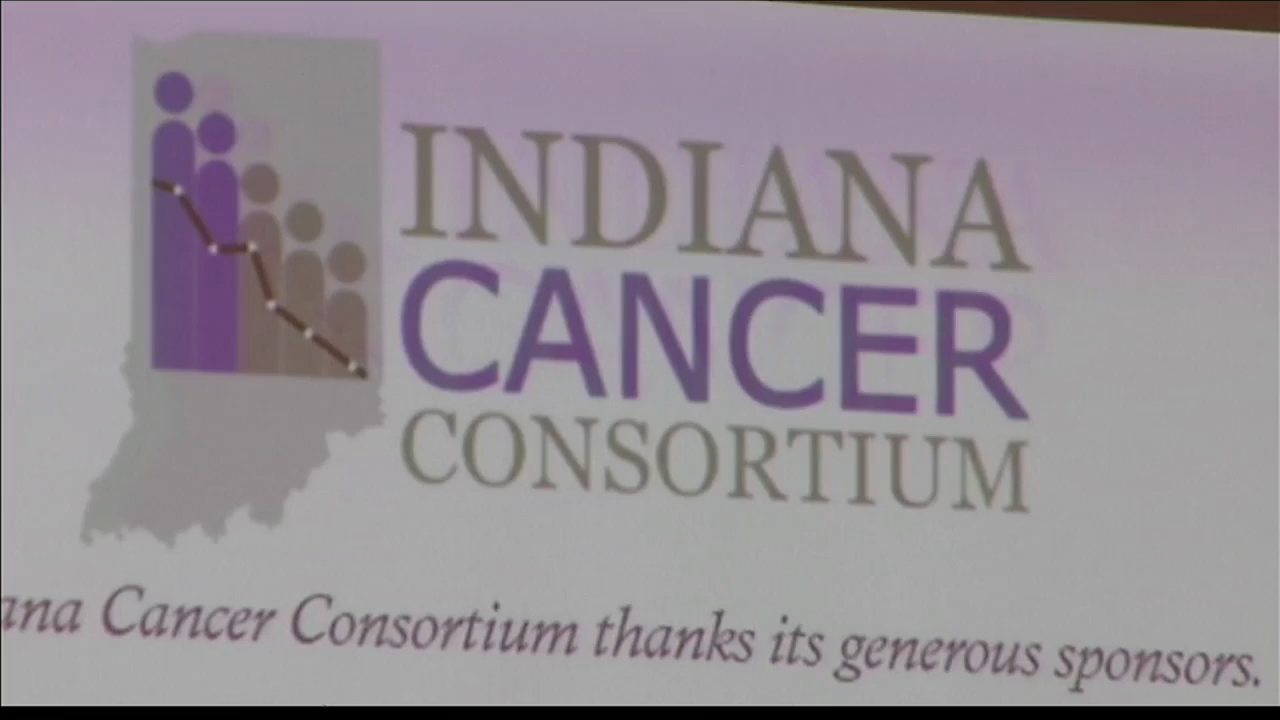 INDIANA
CANCER
CONSORTIUM
ana Cancer Consortium thanks its generous sponsors.